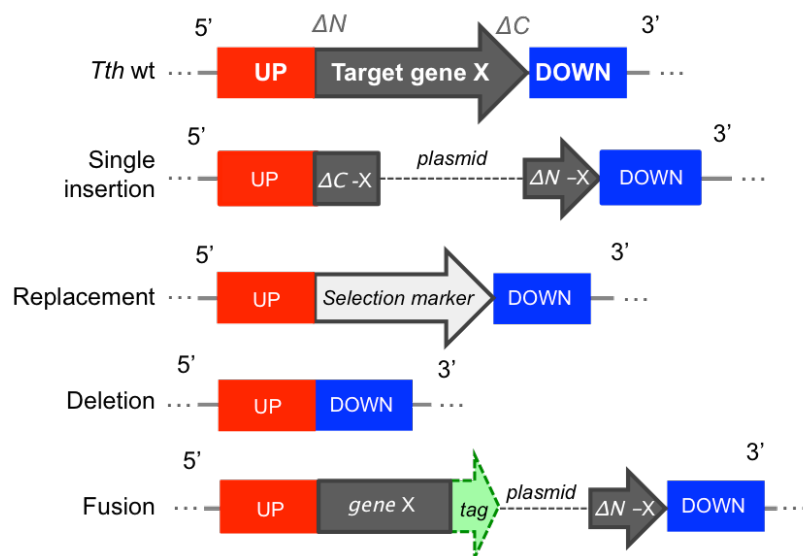 ΔN ΔC
5’ 3’
Tth wt ··· UP Target gene X DOWN ···
5’ 3’
Single insertion ··· UP ΔC -X plasmid ΔN –X DOWN ···
5’ 3’
Replacement ··· UP Selection marker DOWN ···
5’ 3’
Deletion ··· UP DOWN ···
5’ 3’
Fusion ··· UP gene X tag plasmid ΔN –X DOWN ···